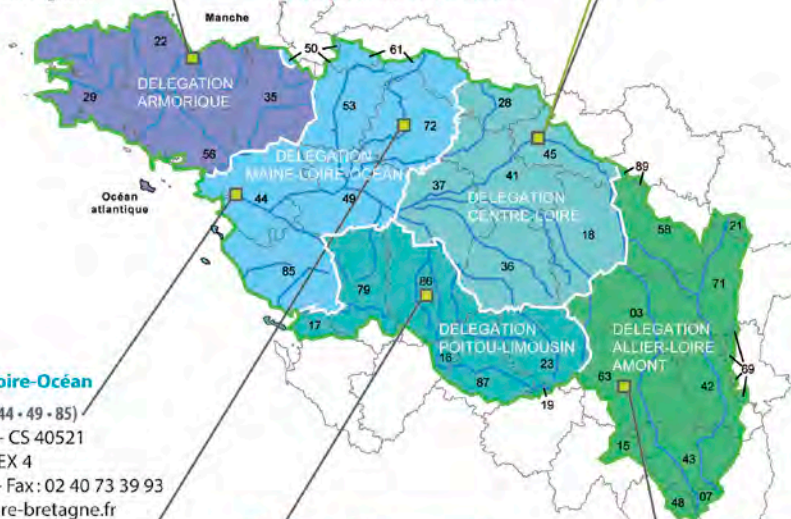 Manche
22
50
61
DELEGATION
ARMORIQUE
29
35
53
28
72
56
DELEGATION
MAINE-LOIRE-OCÉAN
45
41
89
Océan
atlantique
44
49
37
DELEGATION
CENTRE-LOIRE
58
21
18
85
79
86
36
71
17
03
DELEGATION
POITOU-LIMOUSIN
DELEGATION
ALLIER-LOIRE
AMONT
69
16
23
63
87
19
42
15
43
48
07
oire-Océan
44 • 49 • 85)
- CS 40521
EX 4
- Fax : 02 40 73 39 93
re-bretagne.fr